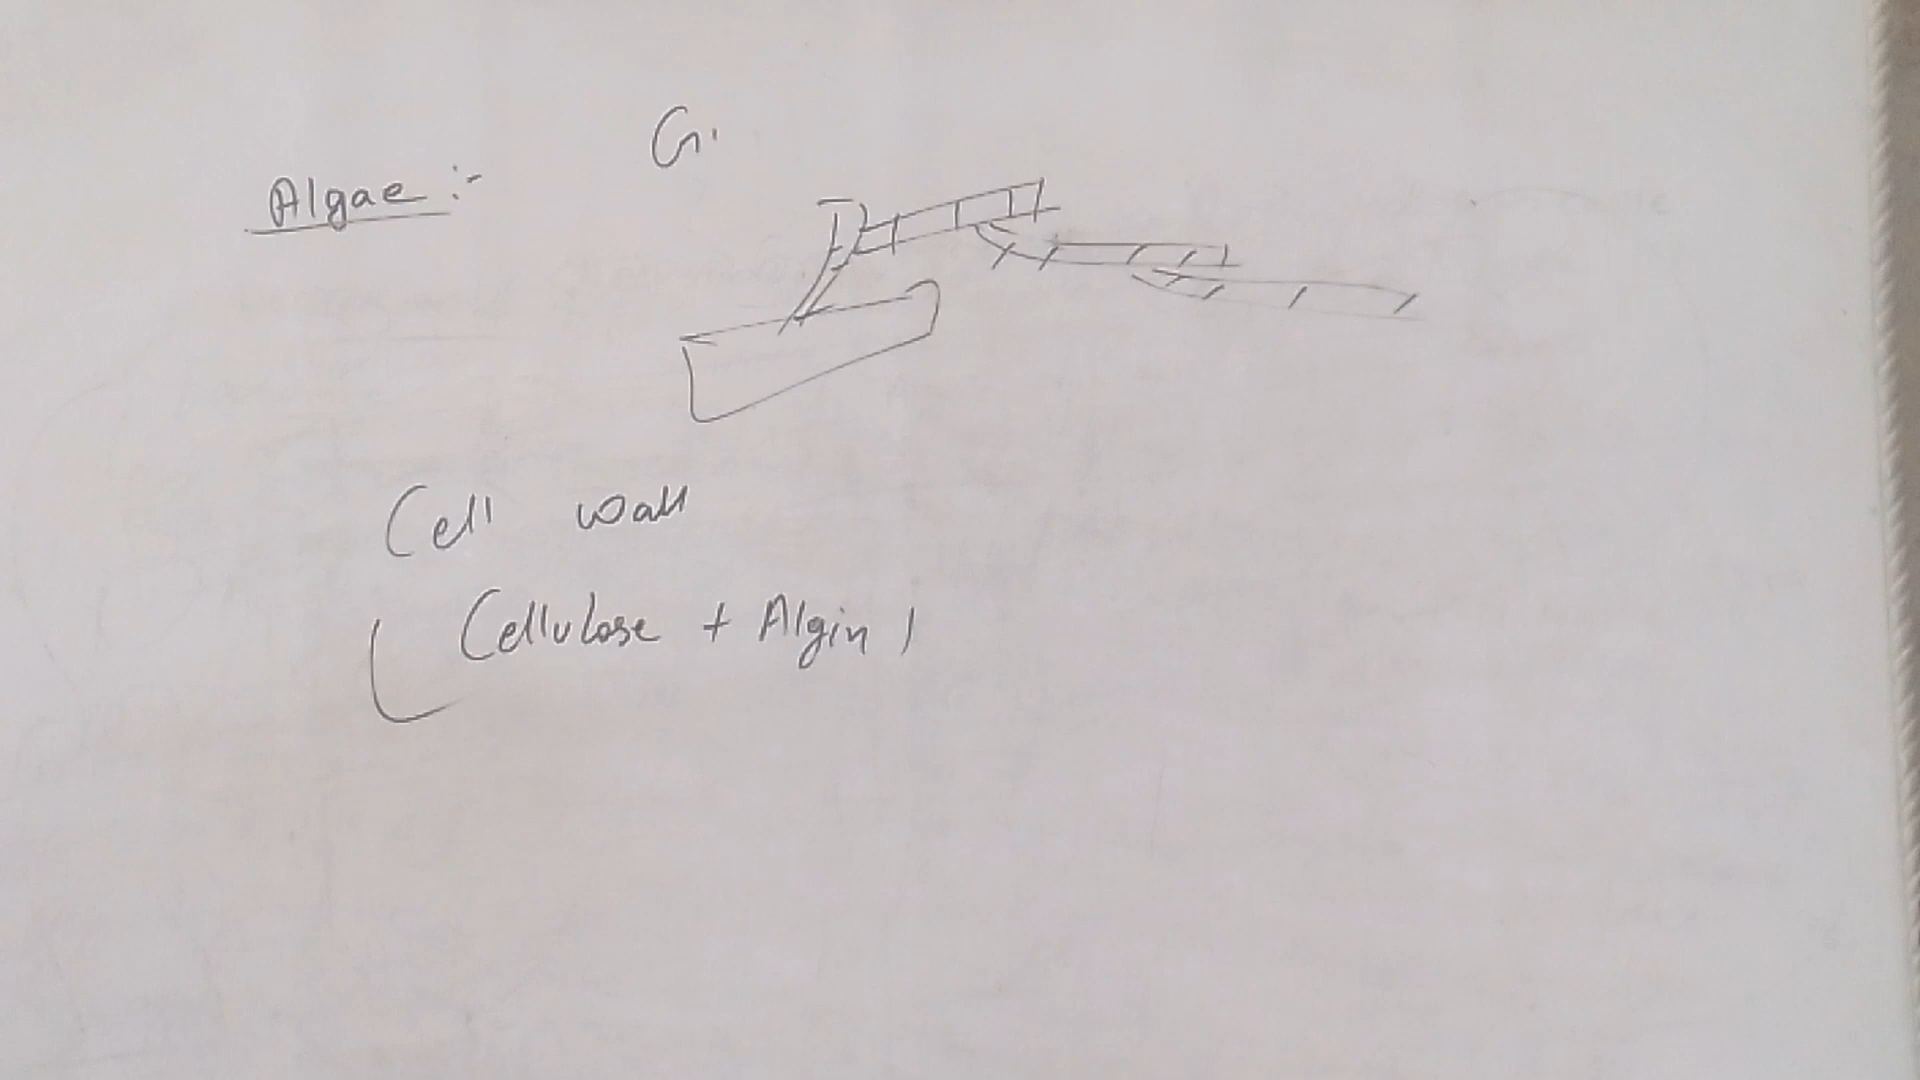 G.
Algae :-
Cell wall
Cellulose + Algin )